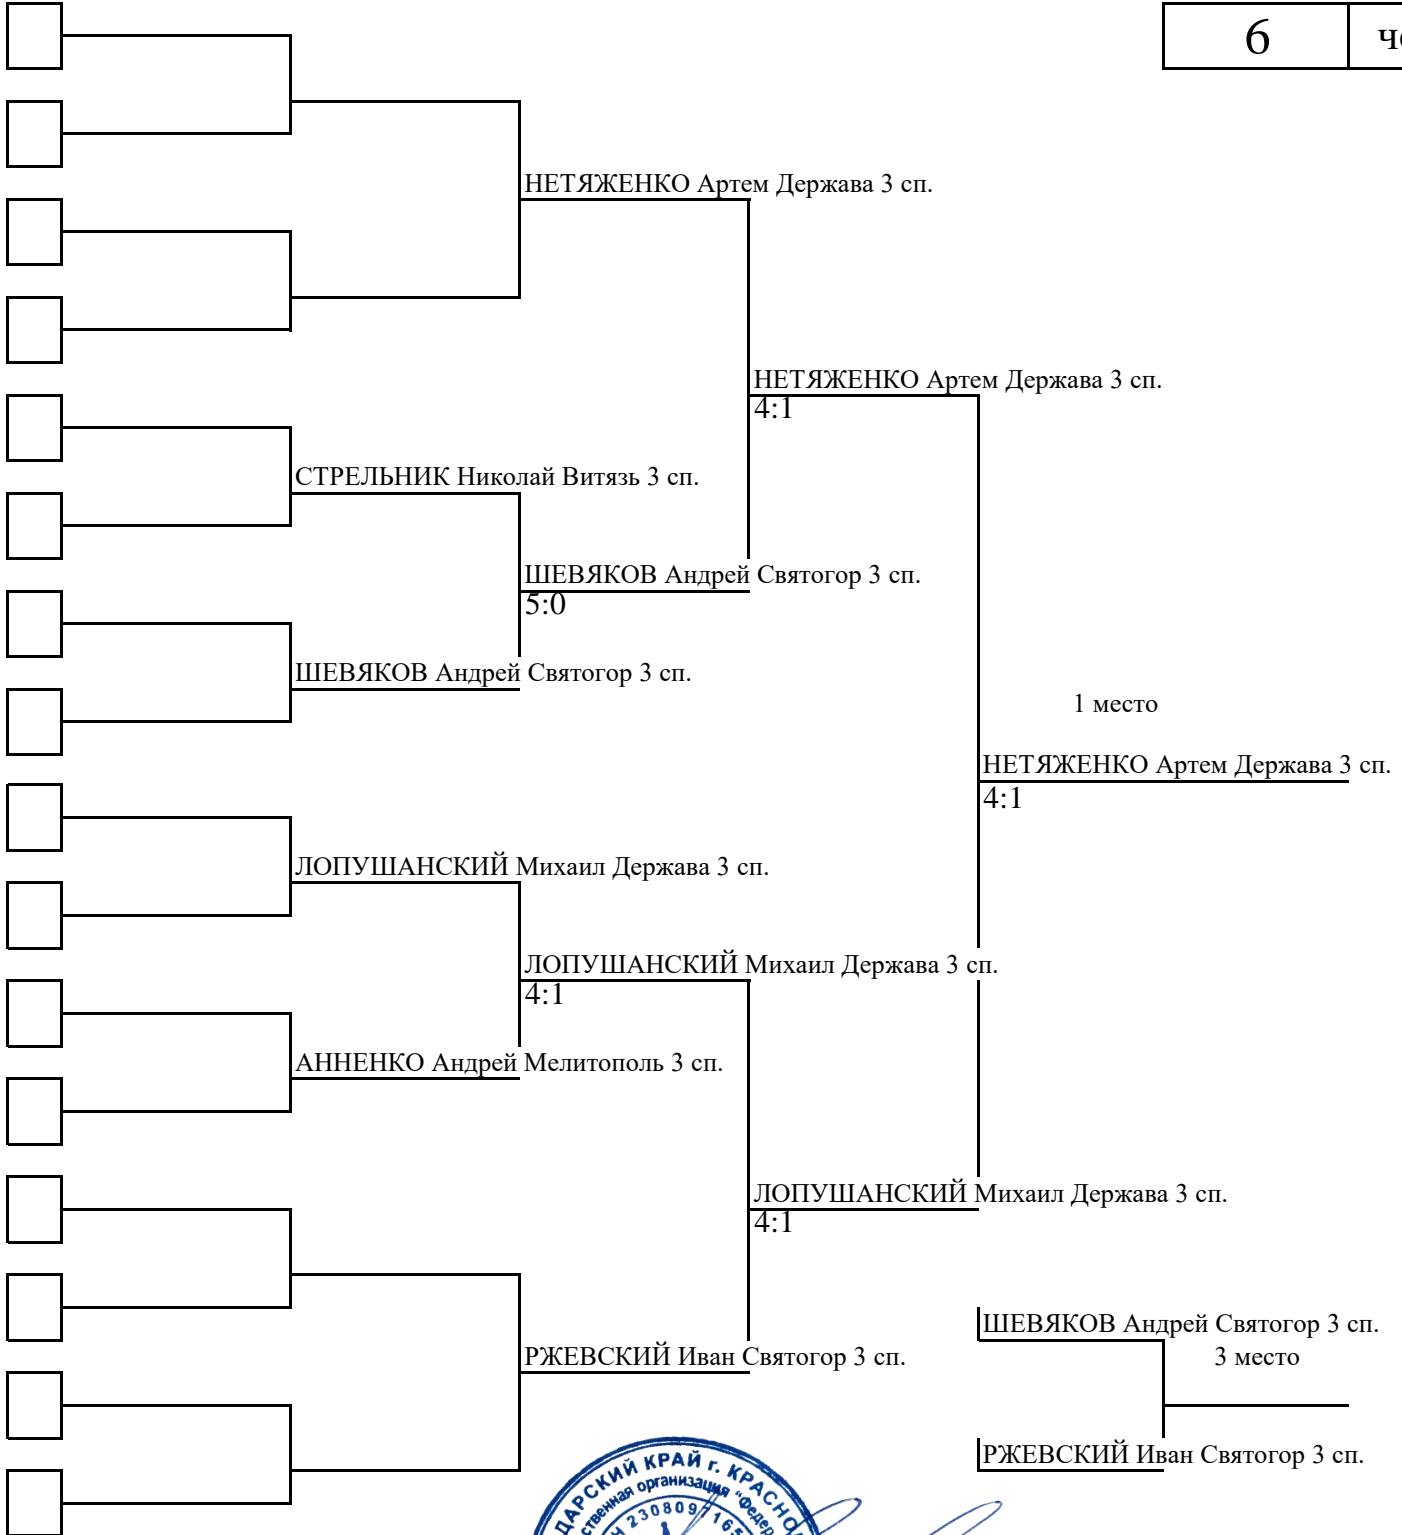 6
НЕТЯЖЕНКО Артем Держава 3 сп.
НЕТЯЖЕНКО Артем Держава 3 сп.
4:1
СТРЕЛЬНИК Николай Витязь 3 сп.
ШЕВЯКОВ Андрей Святогор 3 сп.
5:0
ШЕВЯКОВ Андрей Святогор 3 сп.
1 место
НЕТЯЖЕНКО Артем Держава 3 сп.
4:1
ЛОПУШАНСКИЙ Михаил Держава 3 сп.
ЛОПУШАНСКИЙ Михаил Держава 3 сп.
4:1
АННЕНКО Андрей Мелитополь 3 сп.
ЛОПУШАНСКИЙ Михаил Держава 3 сп.
4:1
ШЕВЯКОВ Андрей Святогор 3 сп.
3 место
РЖЕВСКИЙ Иван Святогор 3 сп.
РЖЕВСКИЙ Иван Святогор 3 сп.
КРАЙ г.
организация